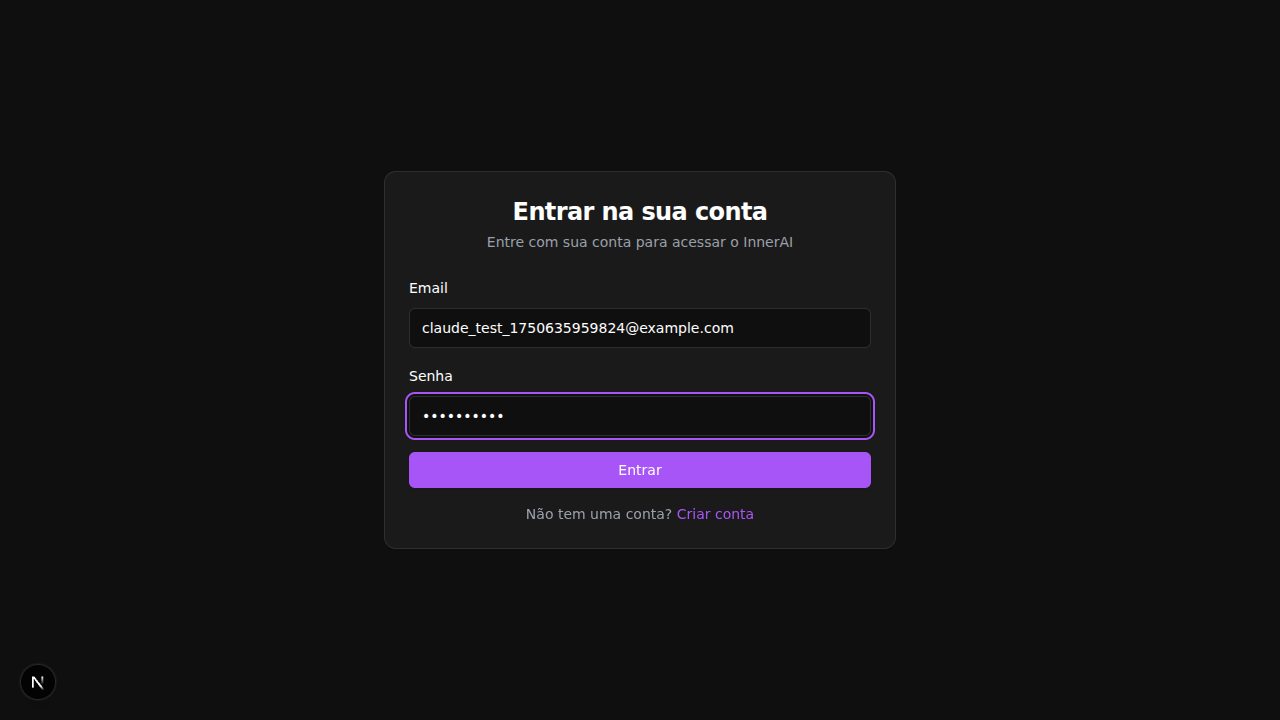 Entrar na sua conta
Entre com sua conta para acessar o InnerAI
Email
claude_test_1750635959824@example.com
Senha
••••••••••
Entrar
Não tem uma conta? Criar conta
N